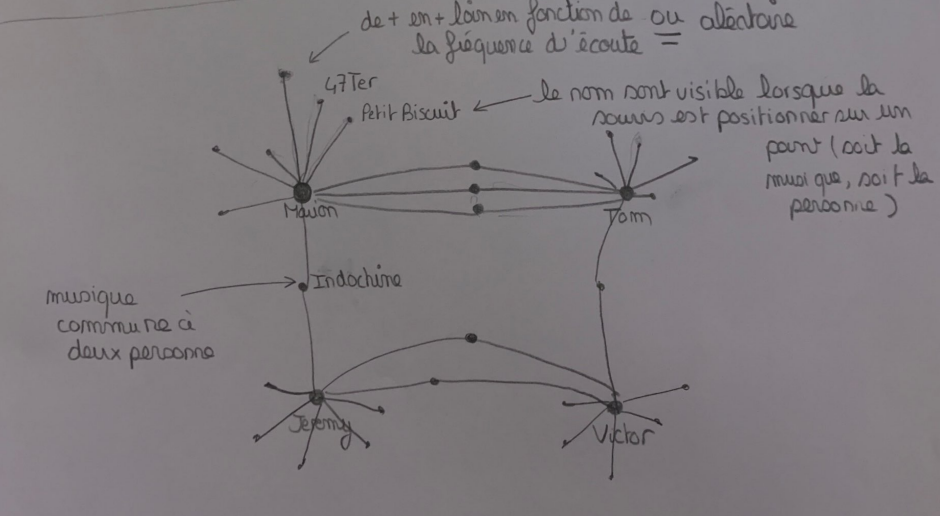 de + en + loin en fonction de ou aléatoire
la fréquence d'écoute =
47Ter
Petit Biscuit
le nom sont visible lorsque la
souris est positionner sur un
point (soit la
musique, soit la
personne)
Marion
Tom
Indochine
musique
commune à
deux personne
Jeremy
Victor